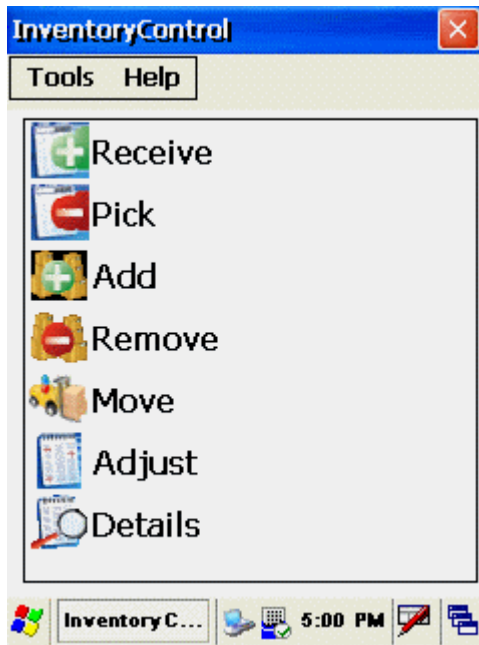 InventoryControl
Tools Help
Receive
Pick
Add
Remove
Move
Adjust
Details
Inventory C... 5:00 PM